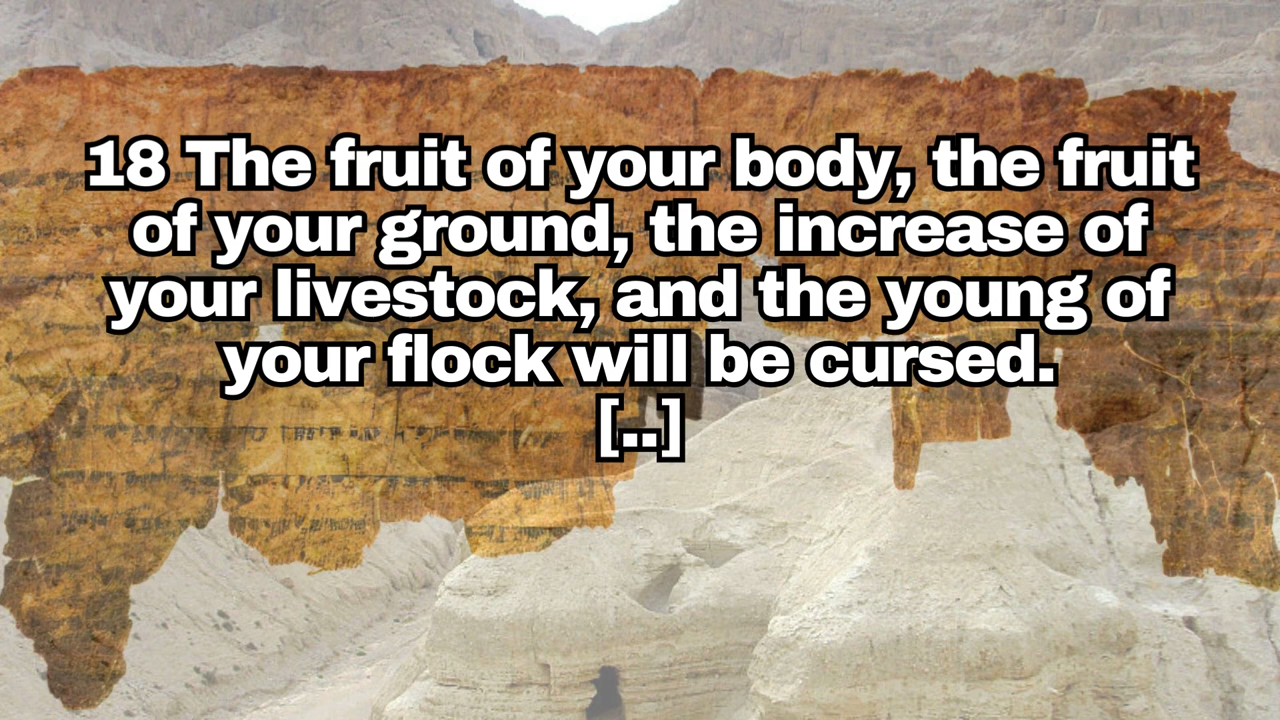 18 The fruit of your body, the fruit
of your ground, the increase of
your livestock, and the young of
your flock will be cursed.
[..]